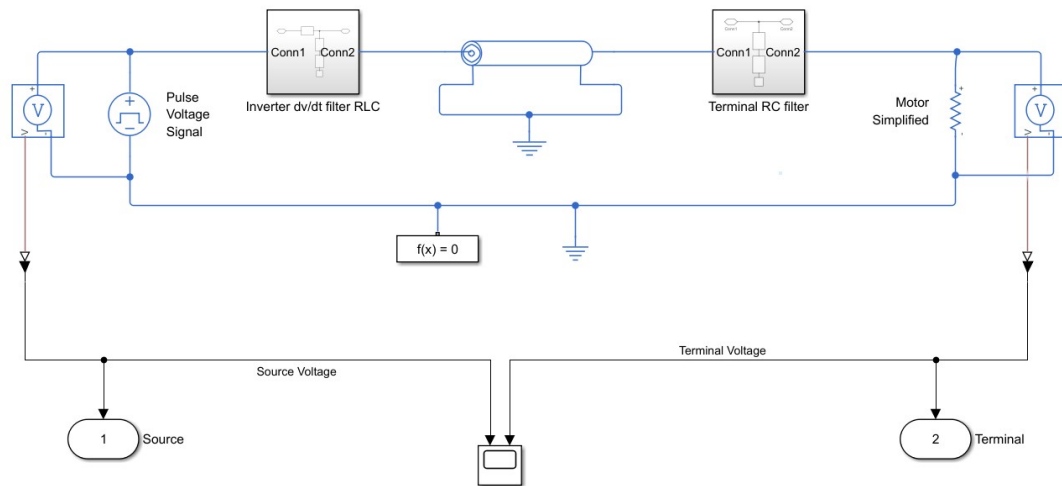 Conn1 Conn2
Inverter dv/dt filter RLC
Conn1 Conn2
Terminal RC filter
V
Pulse
Voltage
Signal
Motor
Simplified
V
f(x) = 0
Source Voltage
Terminal Voltage
1
Source
2
Terminal